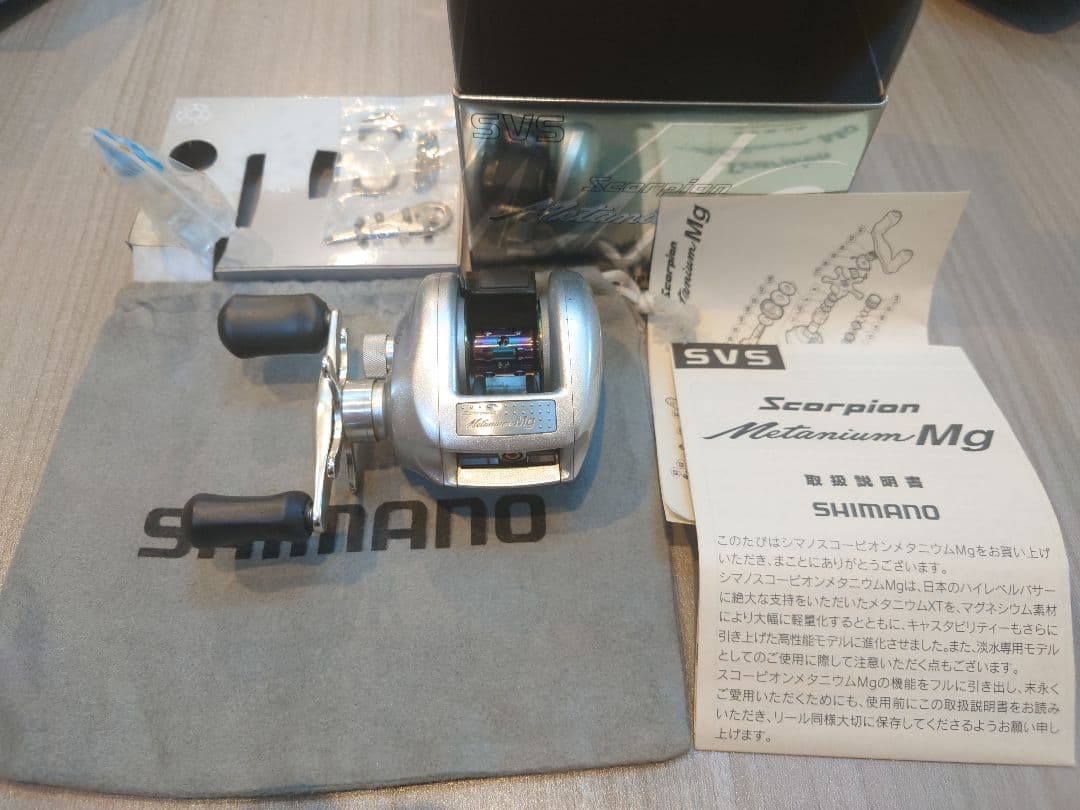 SVS
Scorpion
Metani
Scorpion
tanium Mg
Metanium Mg
SHIMANO
SVS
Scorpion
Metanium Mg
取扱説明書
SHIMANO
このたびはシマノスコーピオンメタニウムMgをお買い上げ
いただき、まことにありがとうございます。
シマノスコーピオンメタニウムMgは、日本のハイレベルバサー
に絶大な支持をいただいたメタニウムXTを、マグネシウム素材
により大幅に軽量化するとともに、キャスタビリティーもさらに
引き上げた高性能モデルに進化させました。また、淡水専用モデル
としてのご使用に際して注意いただく点もございます。
スコーピオンメタニウムMgの機能をフルに引き出し、末永く
ご愛用いただくためにも、使用前にこの取扱説明書をお読み
いただき、リール同様大切に保存してくださるようお願い申し
上げます。